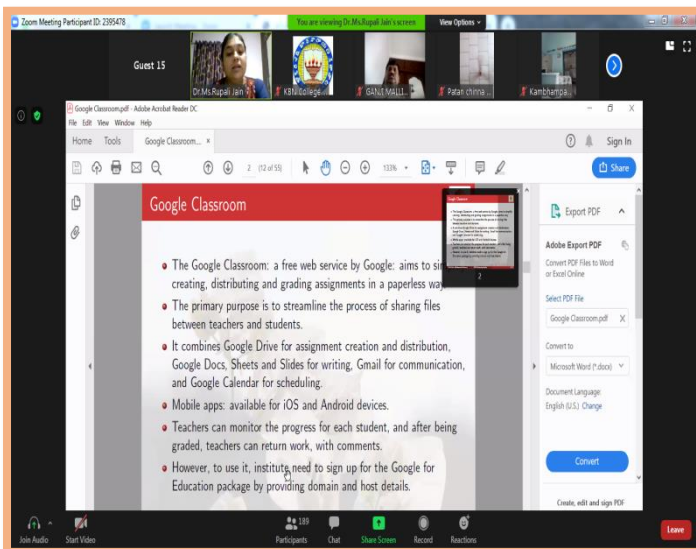 Zoom Meeting Participant ID: 2395478
You are viewing Dr.Ms.Rupali Jain's screen
View Options
Guest 15
Dr.Ms.Rupali Jain
KBN College
GANJI MALLI...
Patan chinna ...
Kambhampa...
Google Classroom.pdf - Adobe Acrobat Reader DC
File Edit View Window Help
Home Tools Google Classroom... ×
Sign In
2 (12 of 55)
133%
Share
Google Classroom
• The Google Classroom: a free web service by Google: aims to sim
creating, distributing and grading assignments in a paperless way
• The primary purpose is to streamline the process of sharing files
between teachers and students.
• It combines Google Drive for assignment creation and distribution,
Google Docs, Sheets and Slides for writing, Gmail for communication,
and Google Calendar for scheduling.
• Mobile apps: available for iOS and Android devices.
• Teachers can monitor the progress for each student, and after being
graded, teachers can return work, with comments.
• However, to use it, institute need to sign up for the Google for
Education package by providing domain and host details.
Google Classroom
2
Export PDF
Adobe Export PDF
Convert PDF Files to Word
or Excel Online
Select PDF File
Google Classroom.pdf X
Convert to
Microsoft Word (*.docx)
Document Language:
English (U.S.) Change
Convert
Create, edit and sign PDF
Join Audio
Start Video
189
Participants
Chat
Share Screen
Record
Reactions
Leave